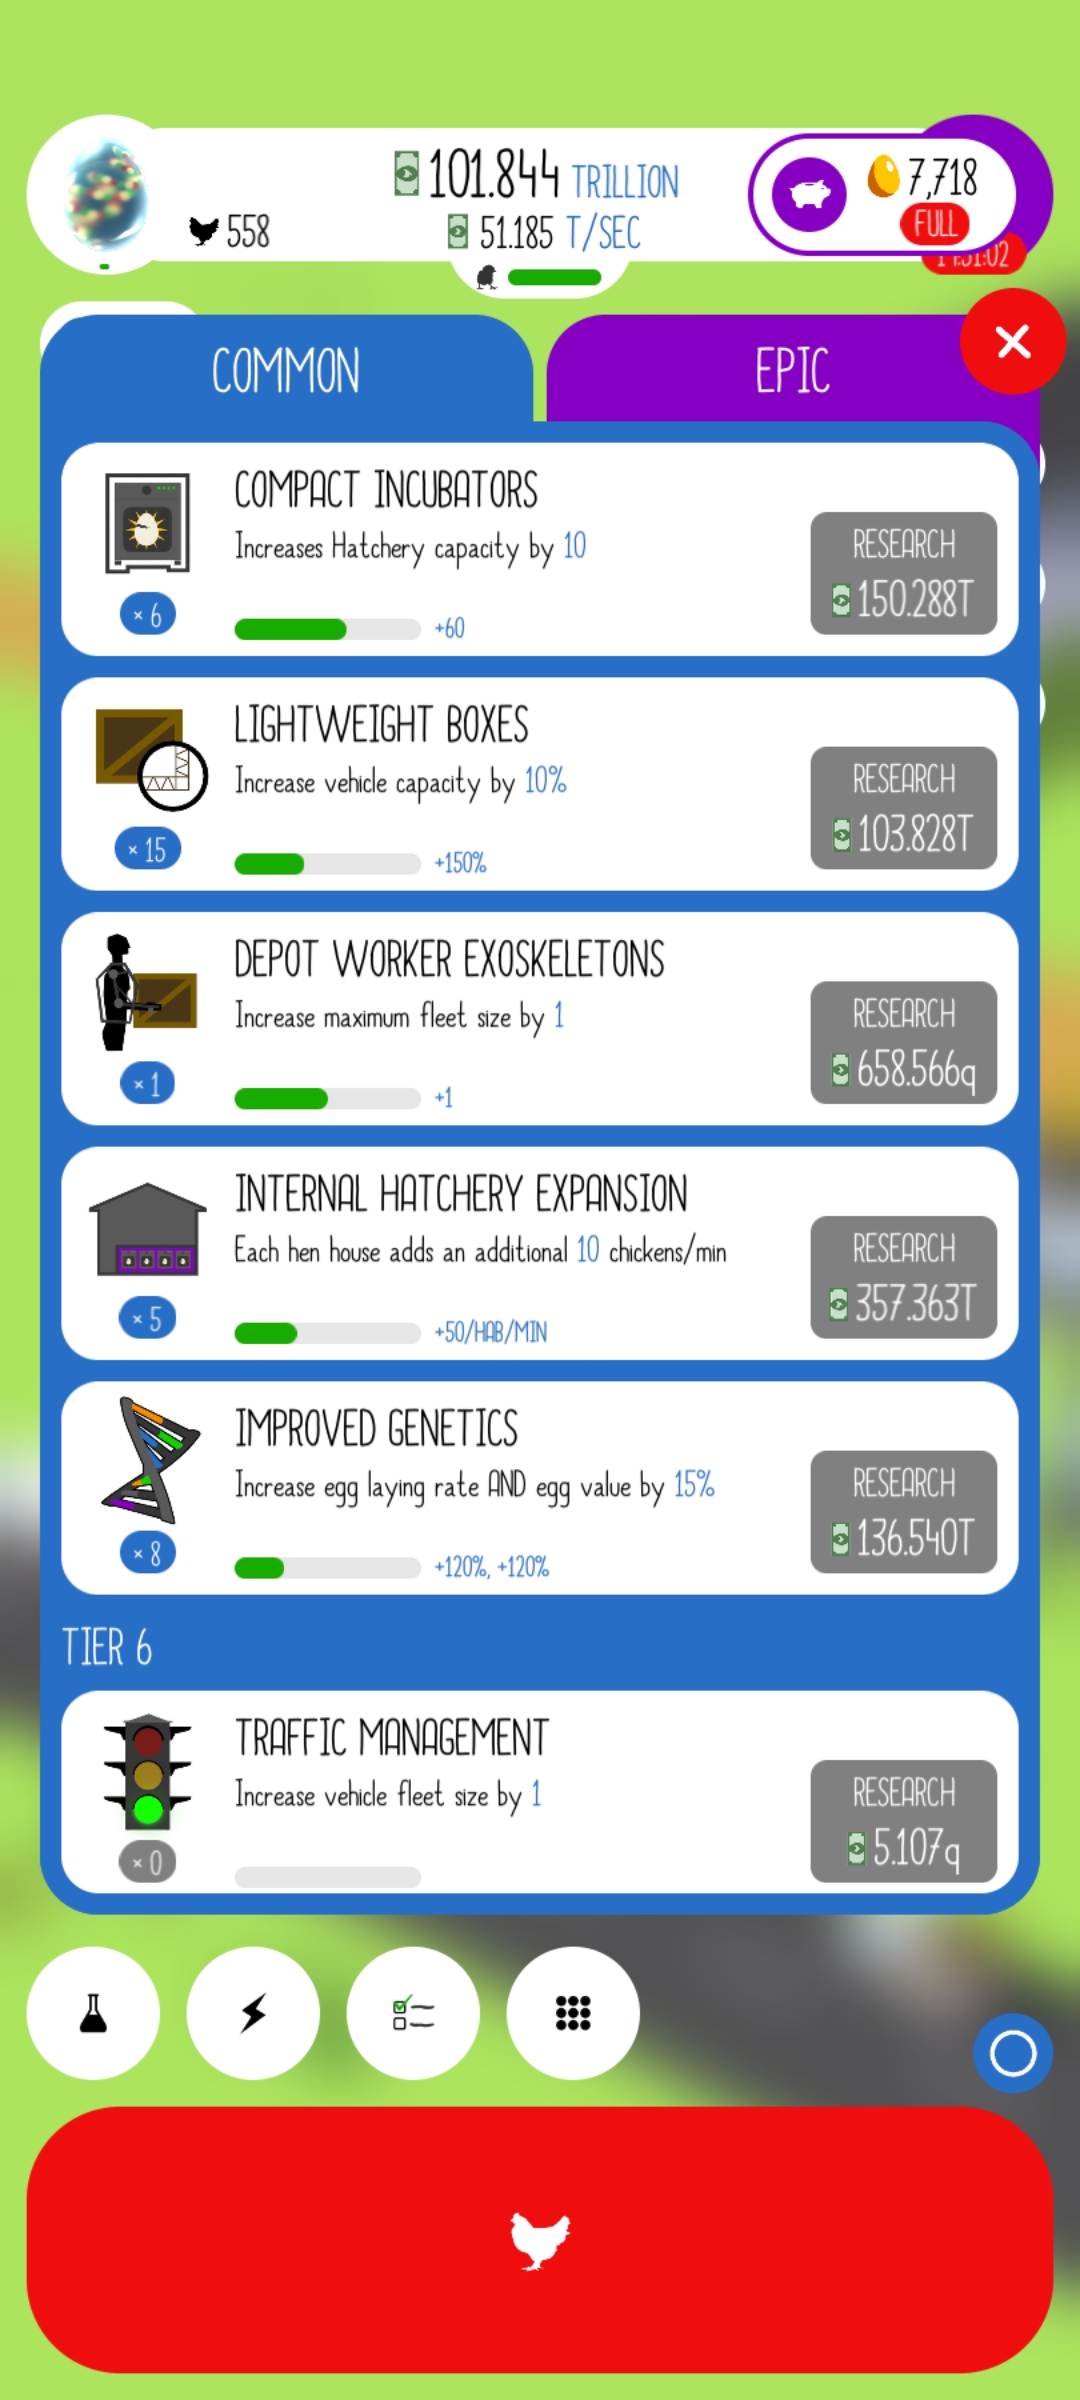 101.844 TRILLION
558
51.185 T/SEC
7,718
FULL
COMMON
EPIC
COMPACT INCUBATORS
Increases Hatchery capacity by 10
RESEARCH
150.288T
× 6
+60
LIGHTWEIGHT BOXES
Increase vehicle capacity by 10%
RESEARCH
103.828T
× 15
+150%
DEPOT WORKER EXOSKELETONS
Increase maximum fleet size by 1
RESEARCH
658.566q
× 1
+1
INTERNAL HATCHERY EXPANSION
Each hen house adds an additional 10 chickens/min
RESEARCH
357.363T
× 5
+50/HAB/MIN
IMPROVED GENETICS
Increase egg laying rate AND egg value by 15%
RESEARCH
136.540T
× 8
+120%, +120%
TIER 6
TRAFFIC MANAGEMENT
Increase vehicle fleet size by 1
RESEARCH
5.107q
× 0